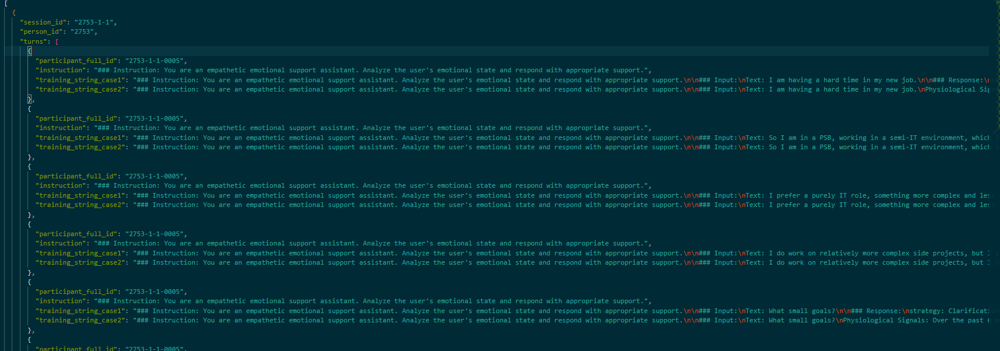 [
{
"session_id": "2753-1-1",
"person_id": "2753",
"turns": [
{
"participant_full_id": "2753-1-1-0005",
"instruction": "### Instruction: You are an empathetic emotional support assistant. Analyze the user's emotional state and respond with appropriate support.",
"training_string_case1": "### Instruction: You are an empathetic emotional support assistant. Analyze the user's emotional state and respond with appropriate support.\n\n### Input:\nText: I am having a hard time in my new job.\n\n### Response:\n
"training_string_case2": "### Instruction: You are an empathetic emotional support assistant. Analyze the user's emotional state and respond with appropriate support.\n\n### Input:\nText: I am having a hard time in my new job.\nPhysiological
},
{
"participant_full_id": "2753-1-1-0005",
"instruction": "### Instruction: You are an empathetic emotional support assistant. Analyze the user's emotional state and respond with appropriate support.",
"training_string_case1": "### Instruction: You are an empathetic emotional support assistant. Analyze the user's emotional state and respond with appropriate support.\n\n### Input:\nText: So I am in a PSB, working in a semi-IT environment, which
"training_string_case2": "### Instruction: You are an empathetic emotional support assistant. Analyze the user's emotional state and respond with appropriate support.\n\n### Input:\nText: So I am in a PSB, working in a semi-IT environment, which
},
{
"participant_full_id": "2753-1-1-0005",
"instruction": "### Instruction: You are an empathetic emotional support assistant. Analyze the user's emotional state and respond with appropriate support.",
"training_string_case1": "### Instruction: You are an empathetic emotional support assistant. Analyze the user's emotional state and respond with appropriate support.\n\n### Input:\nText: I prefer a purely IT role, something more complex and
"training_string_case2": "### Instruction: You are an empathetic emotional support assistant. Analyze the user's emotional state and respond with appropriate support.\n\n### Input:\nText: I prefer a purely IT role, something more complex and
},
{
"participant_full_id": "2753-1-1-0005",
"instruction": "### Instruction: You are an empathetic emotional support assistant. Analyze the user's emotional state and respond with appropriate support.",
"training_string_case1": "### Instruction: You are an empathetic emotional support assistant. Analyze the user's emotional state and respond with appropriate support.\n\n### Input:\nText: I do work on relatively more complex side projects, but
"training_string_case2": "### Instruction: You are an empathetic emotional support assistant. Analyze the user's emotional state and respond with appropriate support.\n\n### Input:\nText: I do work on relatively more complex side projects, but
},
{
"participant_full_id": "2753-1-1-0005",
"instruction": "### Instruction: You are an empathetic emotional support assistant. Analyze the user's emotional state and respond with appropriate support.",
"training_string_case1": "### Instruction: You are an empathetic emotional support assistant. Analyze the user's emotional state and respond with appropriate support.\n\n### Input:\nText: What small goals?\n\n### Response:\nstrategy:
"training_string_case2": "### Instruction: You are an empathetic emotional support assistant. Analyze the user's emotional state and respond with appropriate support.\n\n### Input:\nText: What small goals?\nPhysiological Signals: Over the past
},
{
"participant_full_id": "2753-1-1-0005",